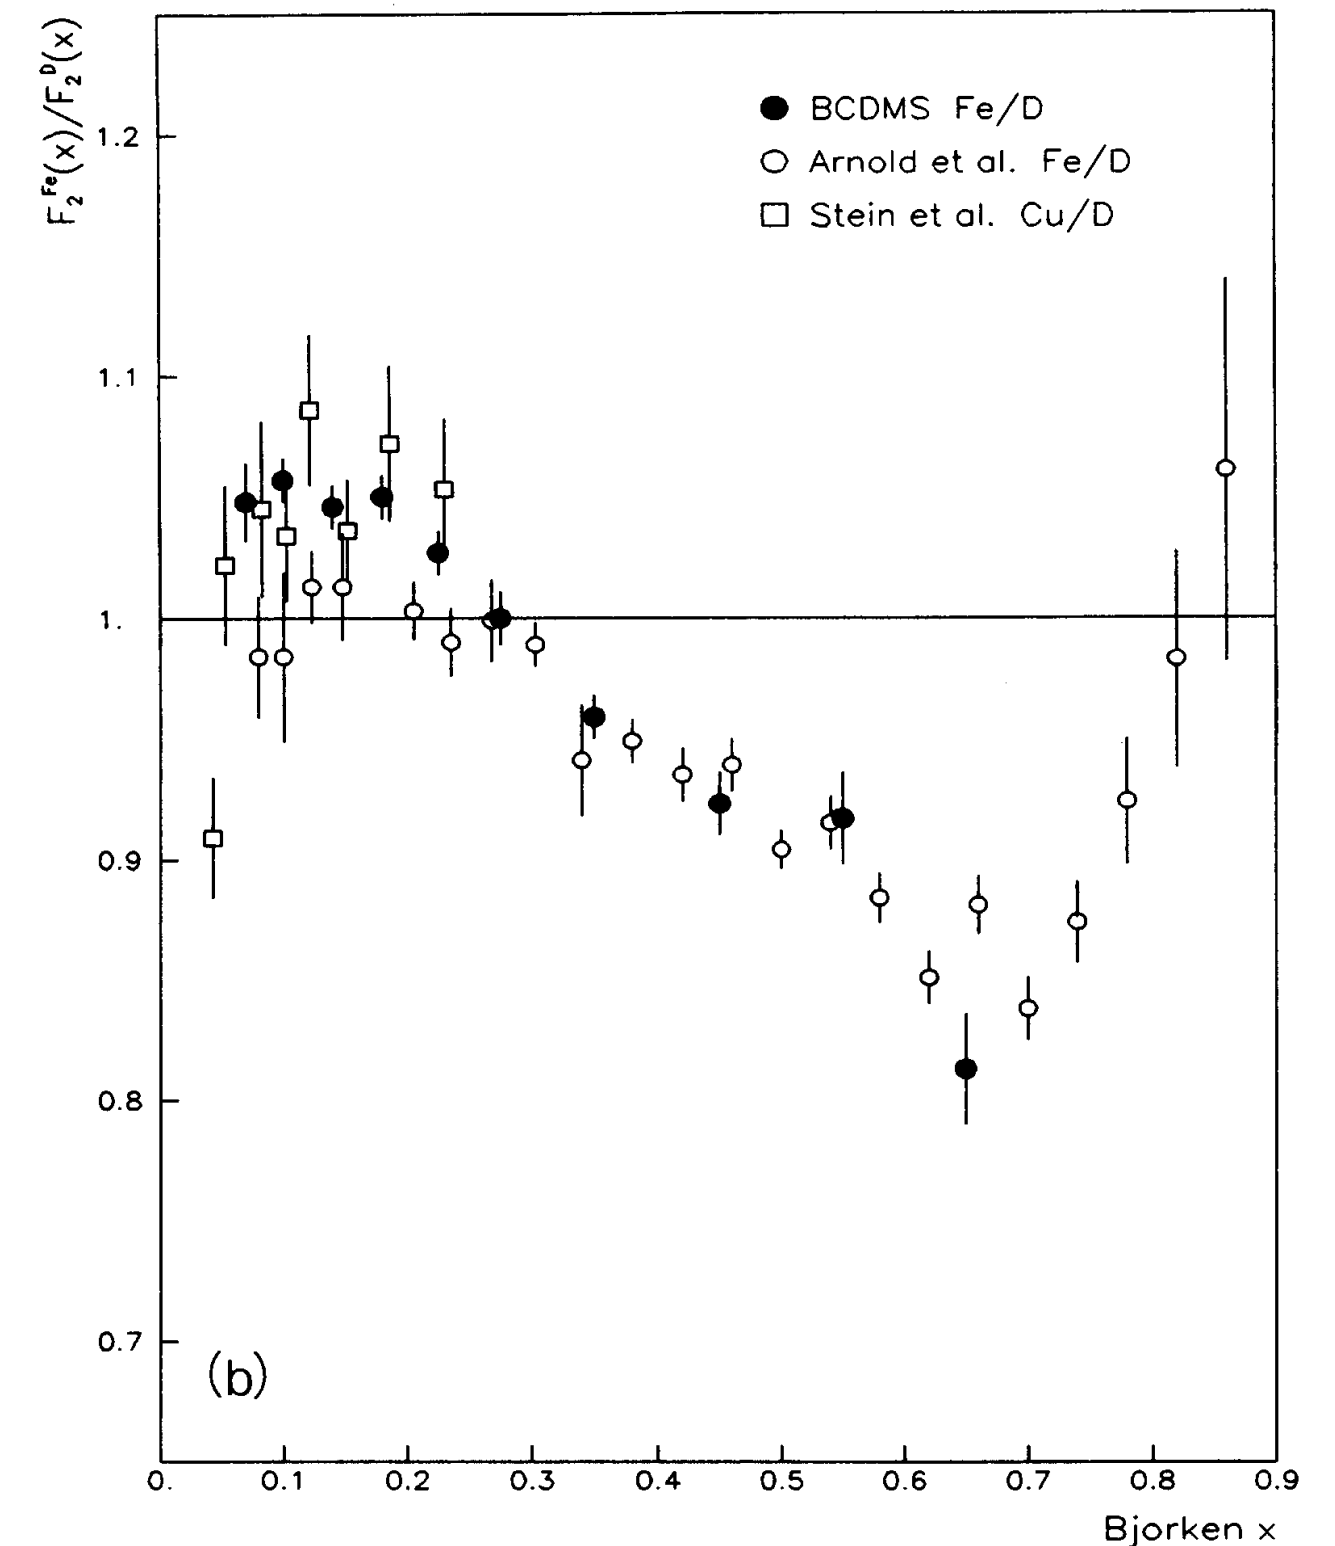 F₂ᶠᵉ(x)/F₂ᴰ(x)
BCDMS Fe/D
Arnold et al. Fe/D
Stein et al. Cu/D
1.2
1.1
1.
0.9
0.8
0.7
(b)
0. 0.1 0.2 0.3 0.4 0.5 0.6 0.7 0.8 0.9
Bjorken x